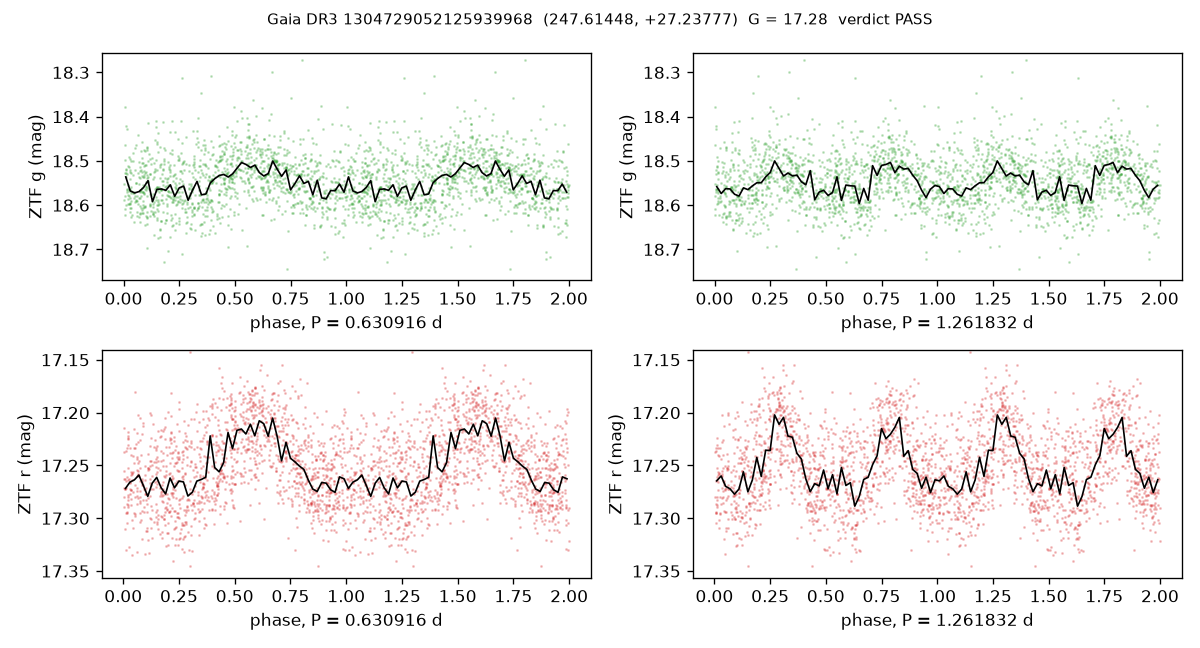 Gaia DR3 1304729052125939968 (247.61448, +27.23777) G = 17.28 verdict PASS
ZTF g (mag)
18.3
18.4
18.5
18.6
18.7
0.00 0.25 0.50 0.75 1.00 1.25 1.50 1.75 2.00
phase, P = 0.630916 d
ZTF g (mag)
18.3
18.4
18.5
18.6
18.7
0.00 0.25 0.50 0.75 1.00 1.25 1.50 1.75 2.00
phase, P = 1.261832 d
ZTF r (mag)
17.15
17.20
17.25
17.30
17.35
0.00 0.25 0.50 0.75 1.00 1.25 1.50 1.75 2.00
phase, P = 0.630916 d
ZTF r (mag)
17.15
17.20
17.25
17.30
17.35
0.00 0.25 0.50 0.75 1.00 1.25 1.50 1.75 2.00
phase, P = 1.261832 d